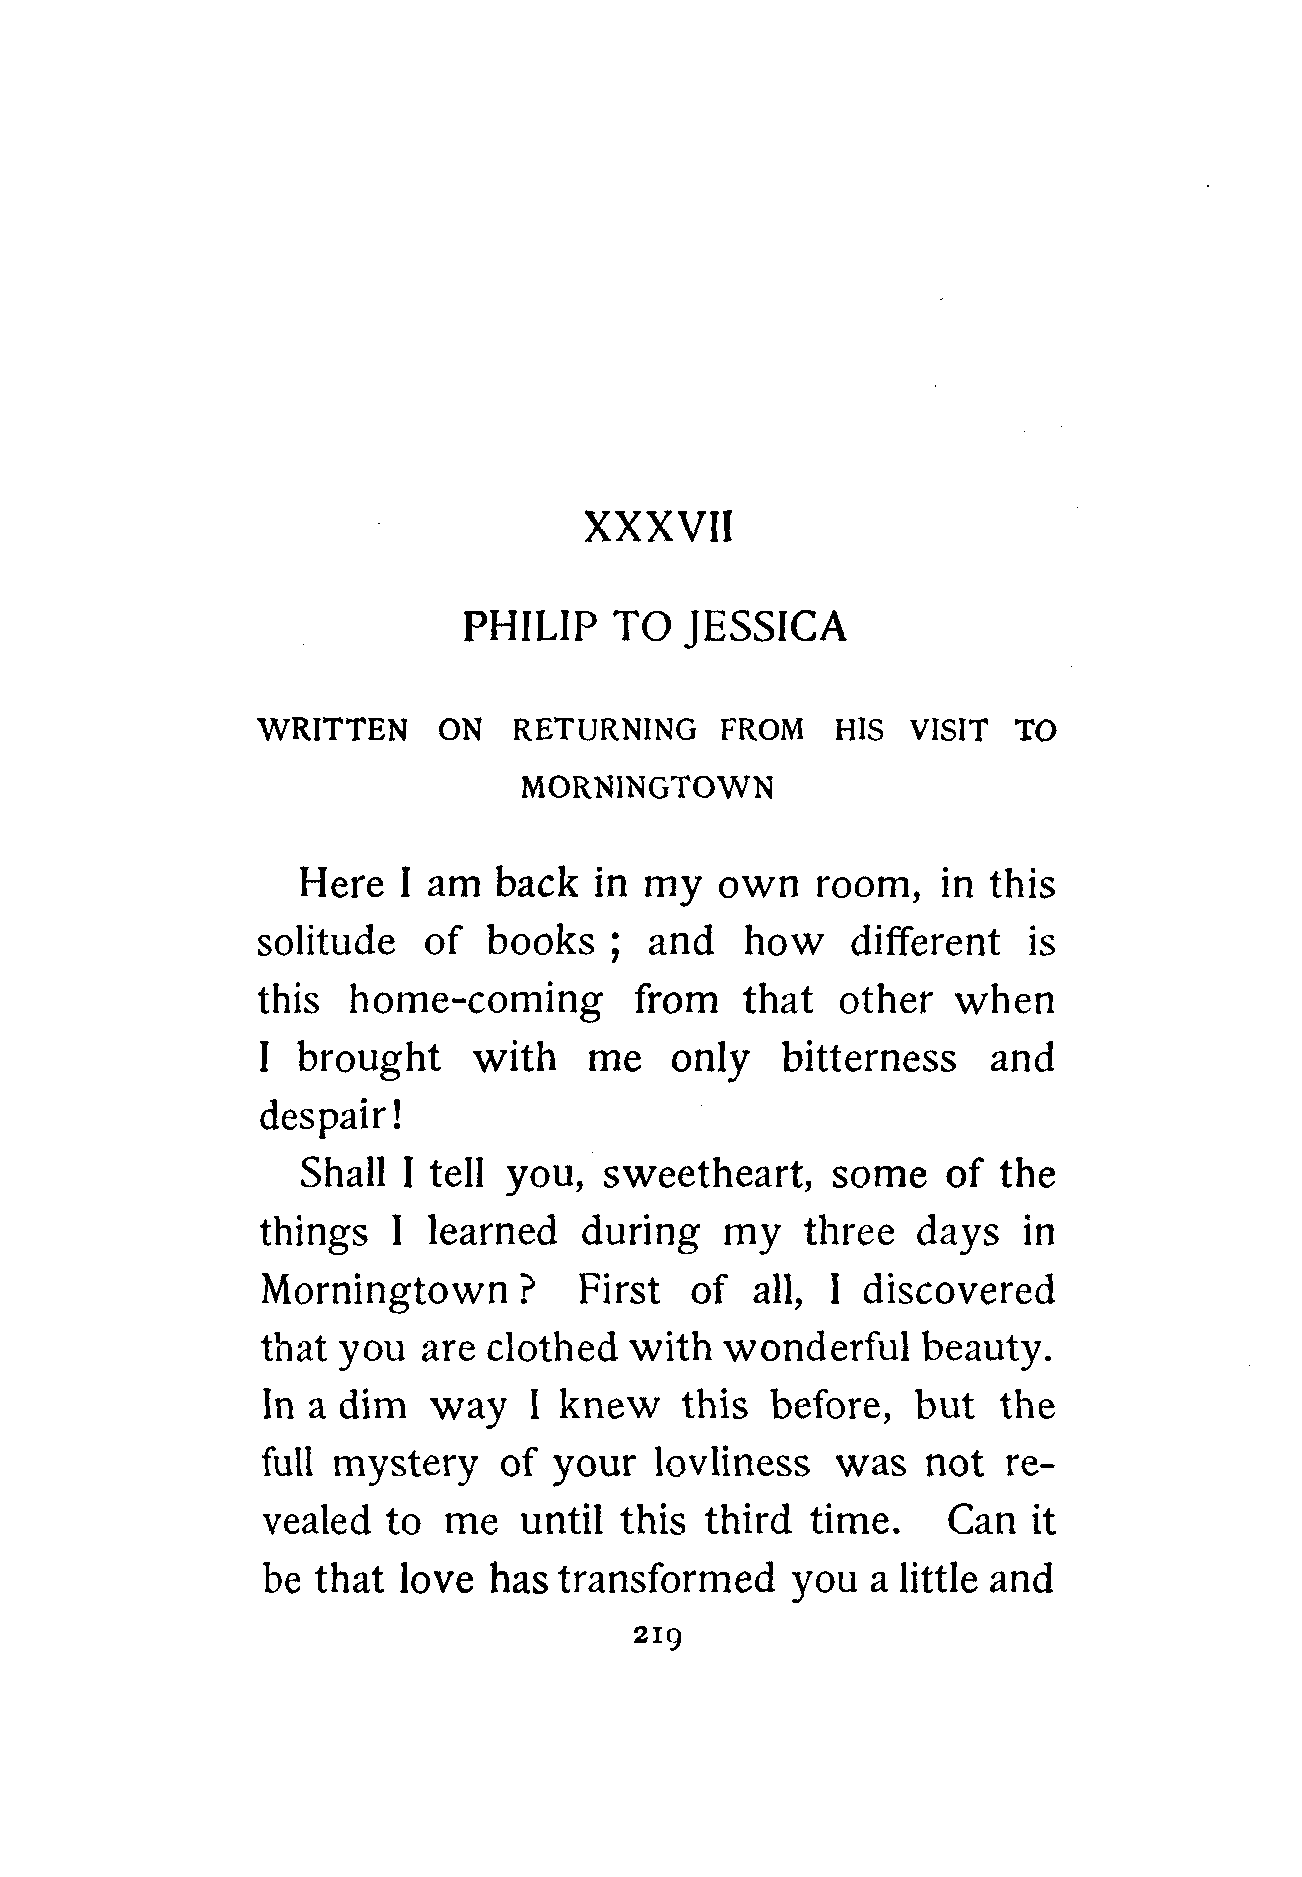 XXXVII
PHILIP TO JESSICA
WRITTEN ON RETURNING FROM HIS VISIT TO
MORNINGTOWN
Here I am back in my own room, in this
solitude of books ; and how different is
this home-coming from that other when
I brought with me only bitterness and
despair!
Shall I tell you, sweetheart, some of the
things I learned during my three days in
Morningtown ? First of all, I discovered
that you are clothed with wonderful beauty.
In a dim way I knew this before, but the
full mystery of your lovliness was not re-
vealed to me until this third time. Can it
be that love has transformed you a little and
219